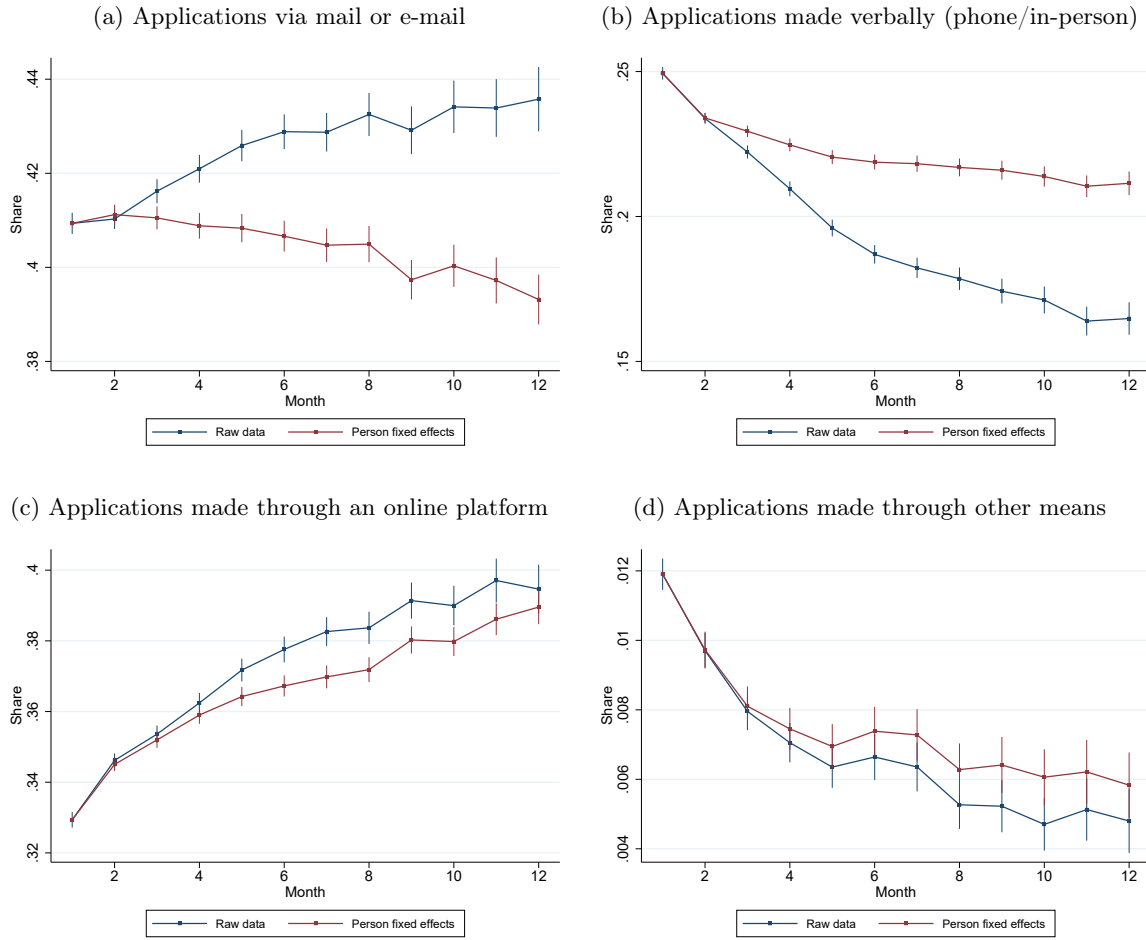 (a) Applications via mail or e-mail
.44
.42
.4
.38
Share
2 4 6 8 10 12
Month
Raw data Person fixed effects
(b) Applications made verbally (phone/in-person)
.25
.2
.15
Share
2 4 6 8 10 12
Month
Raw data Person fixed effects
(c) Applications made through an online platform
.4
.38
.36
.34
.32
Share
2 4 6 8 10 12
Month
Raw data Person fixed effects
(d) Applications made through other means
.012
.01
.008
.006
.004
Share
2 4 6 8 10 12
Month
Raw data Person fixed effects